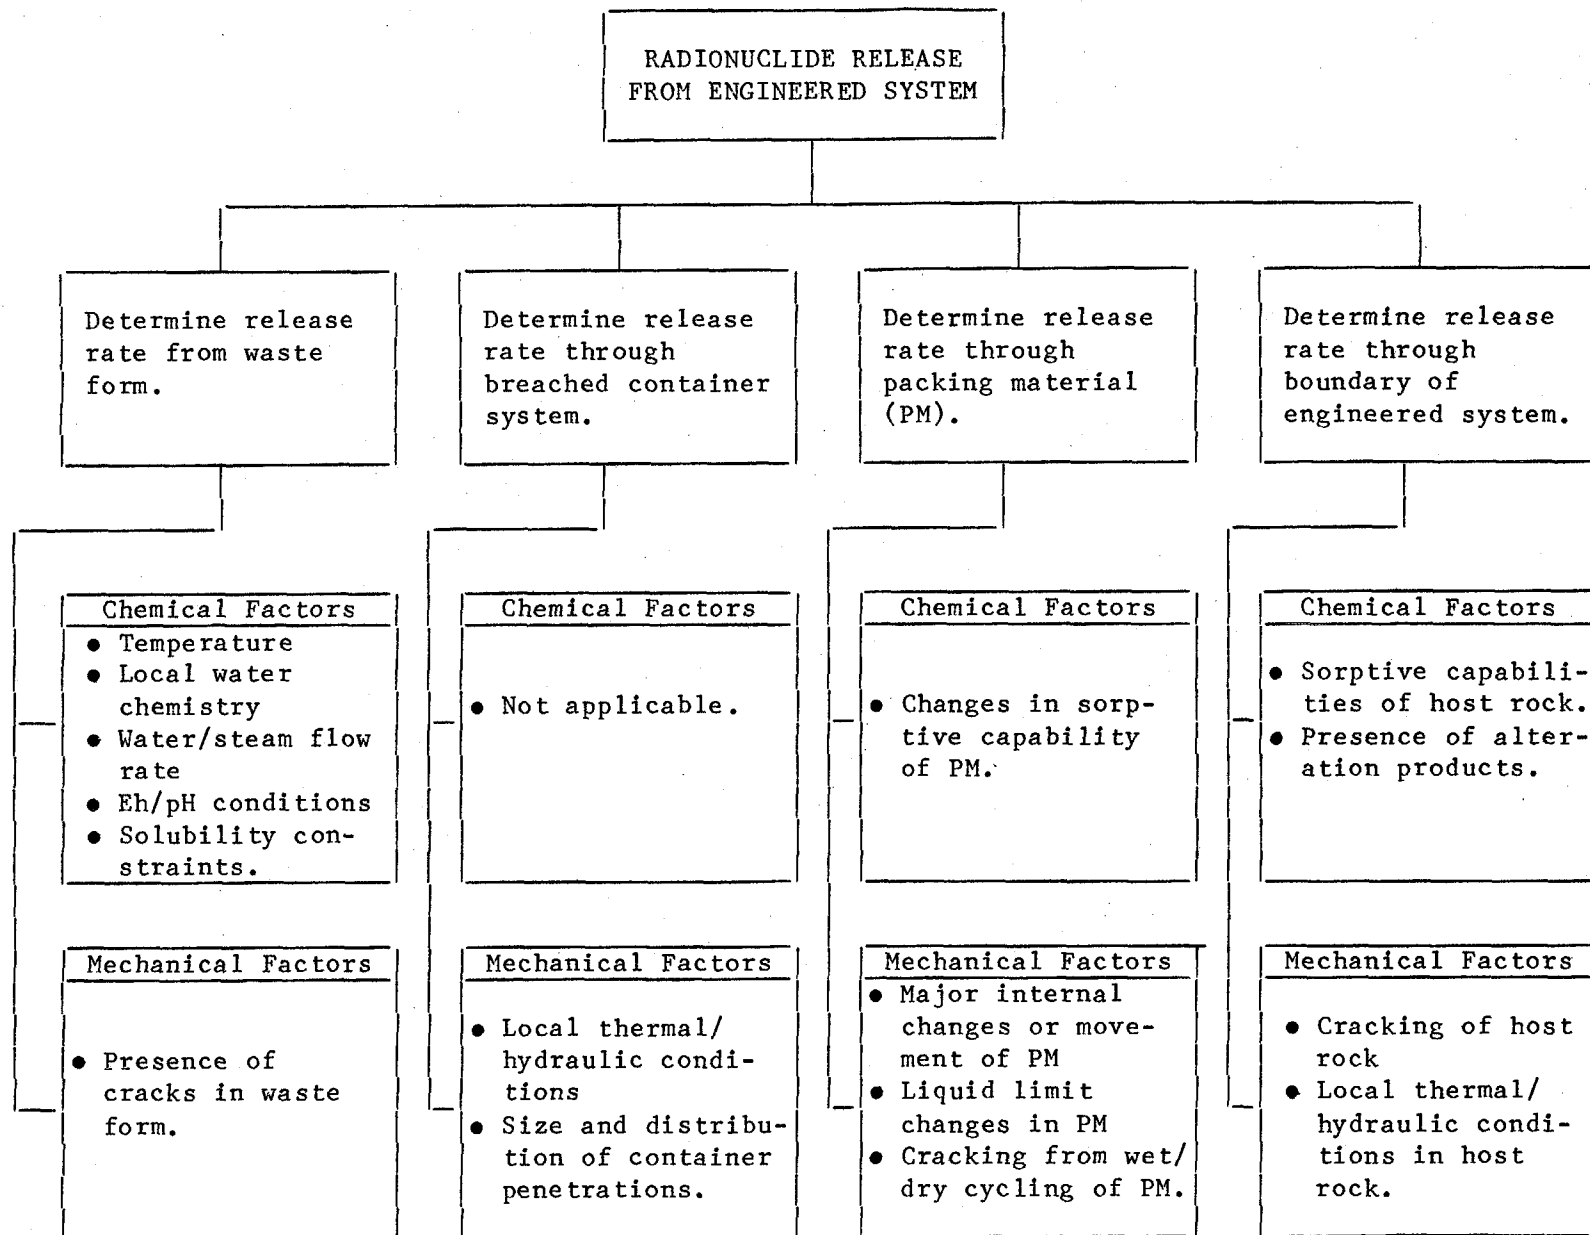 RADIONUCLIDE RELEASE
FROM ENGINEERED SYSTEM
Determine release
rate from waste
form.
Determine release
rate through
breached container
system.
Determine release
rate through
packing material
(PM).
Determine release
rate through
boundary of
engineered system.
Chemical Factors
● Temperature
● Local water
chemistry
● Water/steam flow
rate
● Eh/pH conditions
● Solubility con-
straints.
Chemical Factors
● Not applicable.
Chemical Factors
● Changes in sorp-
tive capability
of PM.
Chemical Factors
● Sorptive capabili-
ties of host rock.
● Presence of alter-
ation products.
Mechanical Factors
● Presence of
cracks in waste
form.
Mechanical Factors
● Local thermal/
hydraulic condi-
tions
● Size and distribu-
tion of container
penetrations.
Mechanical Factors
● Major internal
changes or move-
ment of PM
● Liquid limit
changes in PM
● Cracking from wet/
dry cycling of PM.
Mechanical Factors
● Cracking of host
rock
● Local thermal/
hydraulic condi-
tions in host
rock.